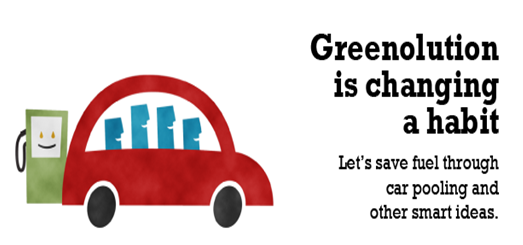 Greenolution
is changing
a habit
Let's save fuel through
car pooling and
other smart ideas.